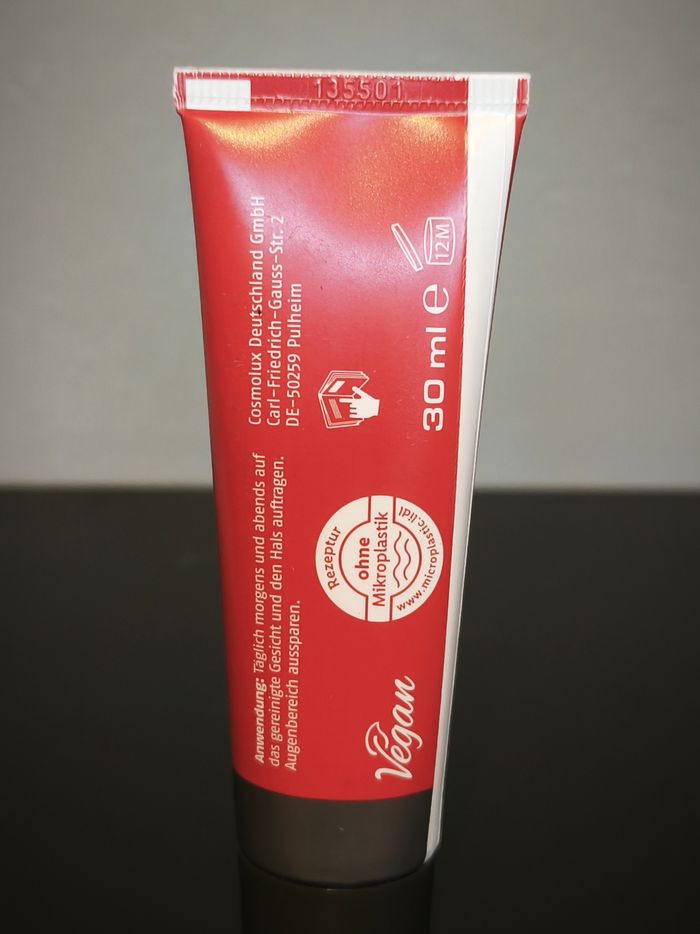 135501
Anwendung: Täglich morgens und abends auf
das gereinigte Gesicht und den Hals auftragen.
Augenbereich aussparen.
Cosmolux Deutschland GmbH
Carl-Friedrich-Gauss-Str. 2
DE-50259 Pulheim
Vegan
Rezeptur
ohne
Mikroplastik
www.microplastic.lidl
30 ml e
12M